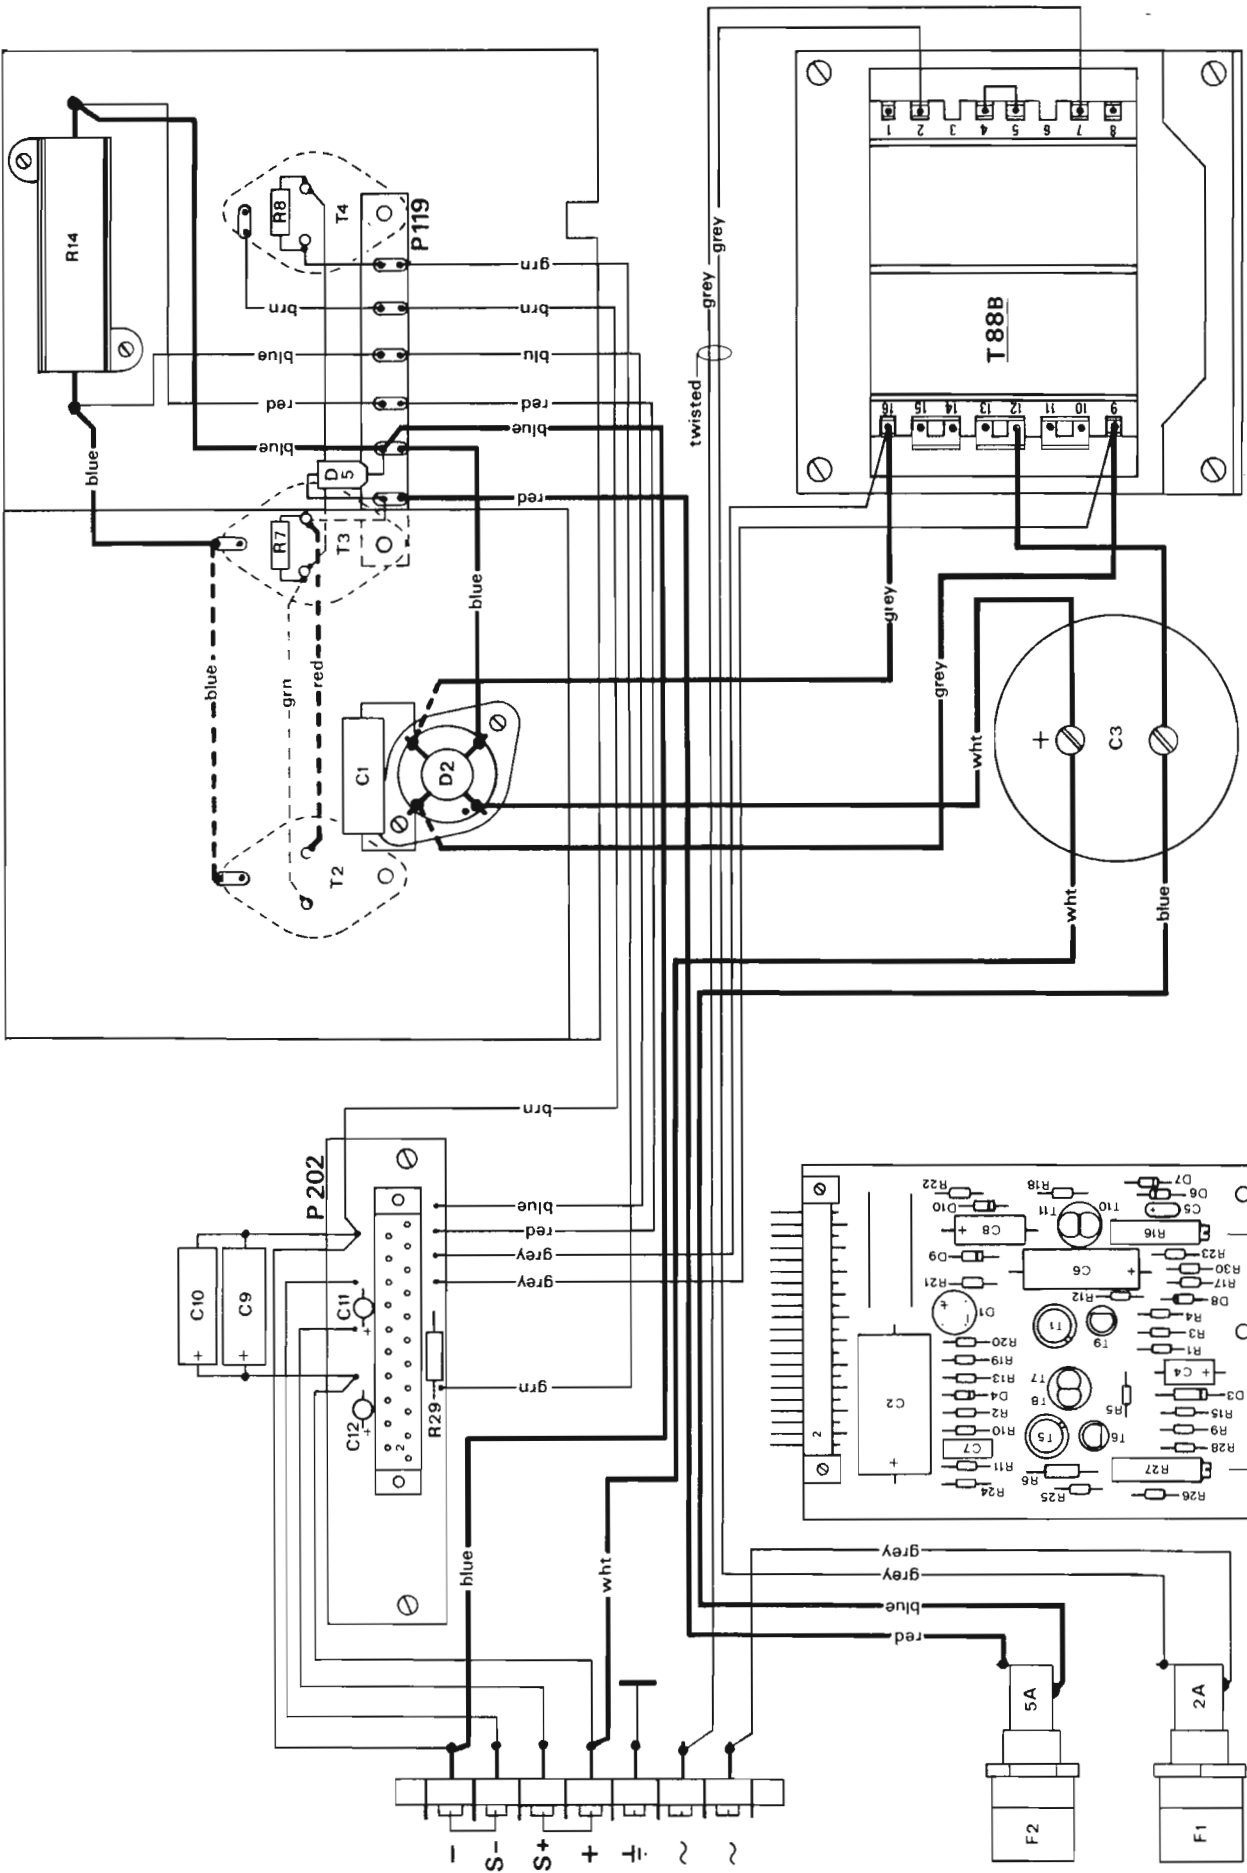 R14
R8
T4
P119
grn
brn
brn
blue
blu
red
red
blue
blue
blue
D
5
red
R7
T3
blue
blue
grn
red
C1
D2
T2
twisted
grey
grey
1
2
3
4
5
6
7
8
T88B
16
15
14
13
12
11
10
9
grey
grey
wht
+
C3
wht
blue
brn
P 202
C10
+
C9
+
C11
+
C12
+
2
R29
blue
red
grey
grey
grn
blue
wht
2
C2
+
R22
D10
+
C8
D9
R21
D1
R20
R19
R13
D4
R2
R10
C7
R11
R24
R18
T11
T10
C6
+
R12
T1
T9
T7
T8
R5
T5
T6
R6
R25
D7
D6
C5
R16
R23
R30
R17
D8
R4
R3
R1
C4
+
D3
R15
R9
R28
R27
R26
grey
grey
blue
red
5A
2A
F2
F1
-
S-
S+
+
~
~